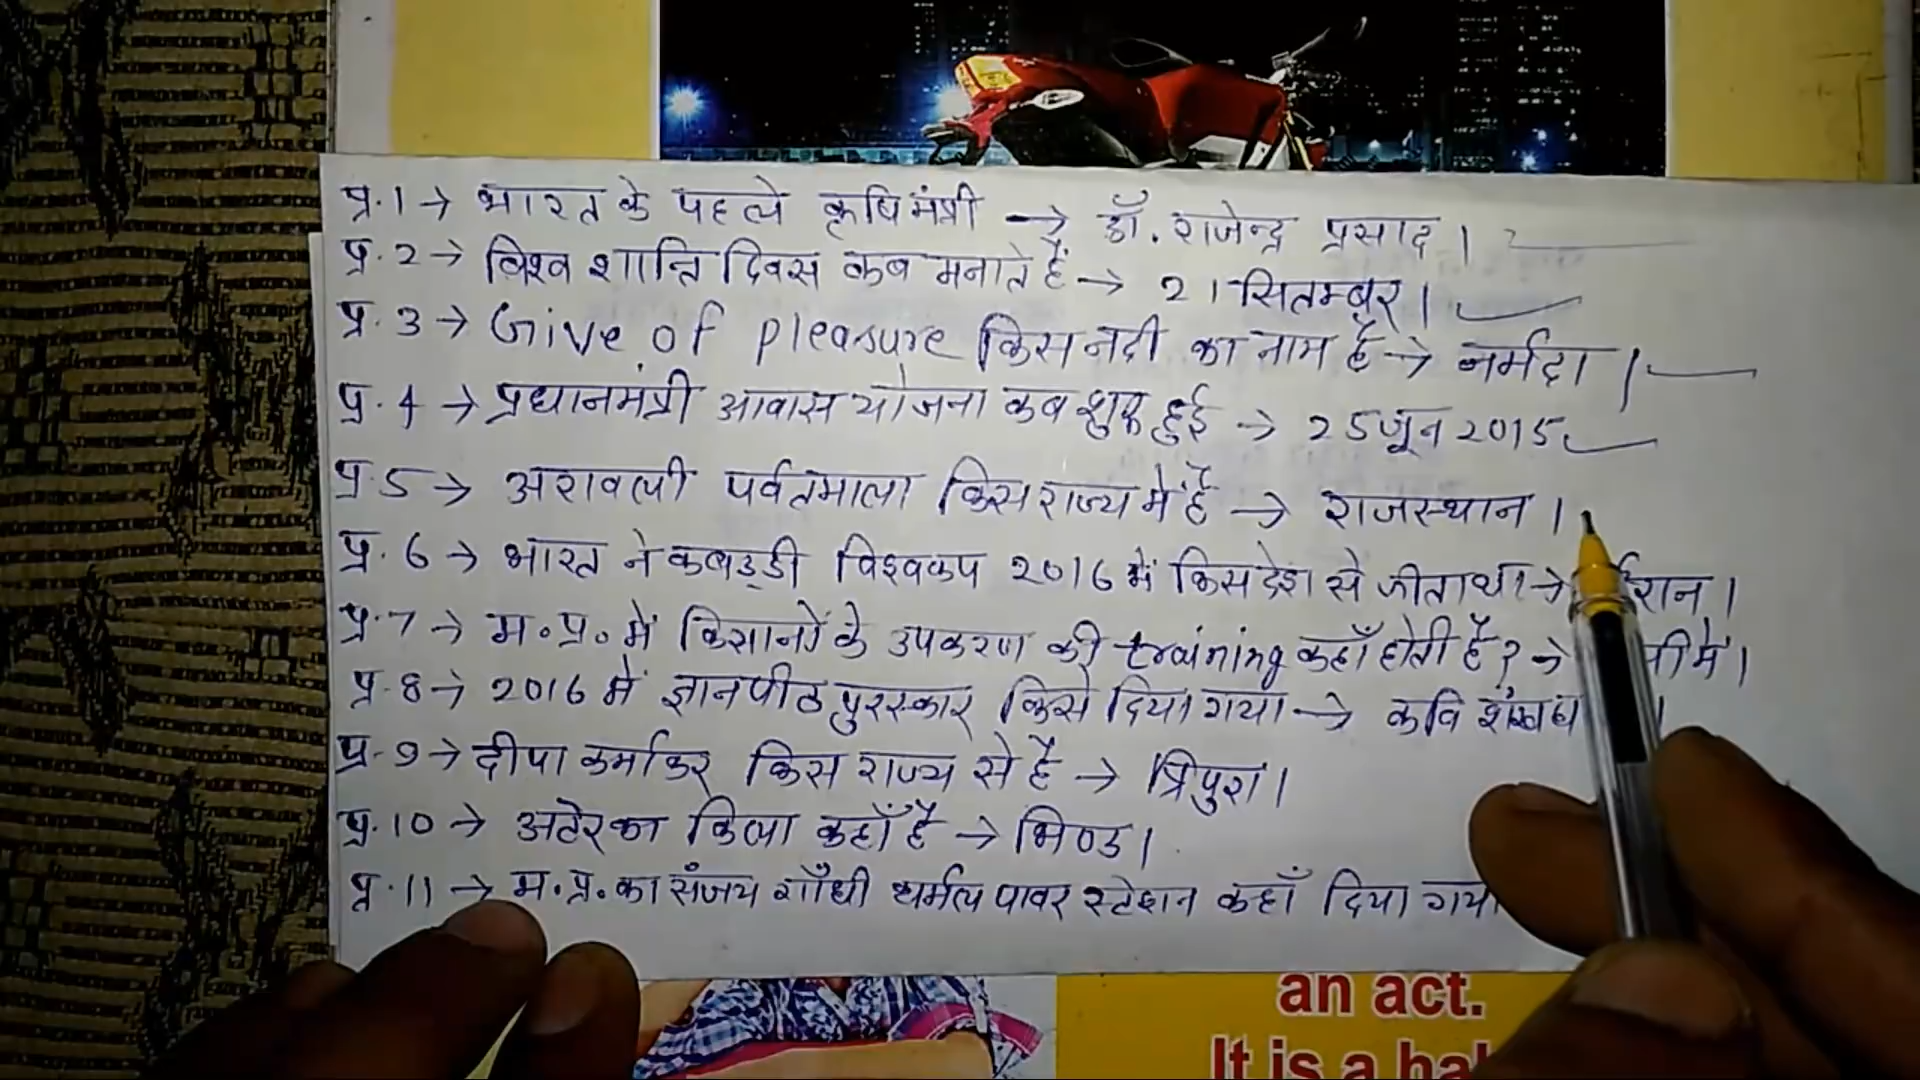 प्र.1→ भारत के पहले कृषि मंत्री → डॉ. राजेन्द्र प्रसाद।
प्र.2→ विश्व शान्ति दिवस कब मनाते हैं → 21 सितम्बर।
प्र.3→ Give of pleasure किस नदी का नाम है → नर्मदा।
प्र.4→ प्रधानमंत्री आवास योजना कब शुरू हुई → 25 जून 2015
प्र.5→ अरावली पर्वतमाला किस राज्य में है → राजस्थान।
प्र.6→ भारत ने कबड्डी विश्वकप 2016 में किस देश से जीता था? →
प्र.7→ म.प्र. में किसानों के उपकरण की training कहाँ होती है? → में।
प्र.8→ 2016 में ज्ञानपीठ पुरस्कार किसे दिया गया → कवि
प्र.9→ दीपा कर्माकर किस राज्य से है → त्रिपुरा।
प्र.10→ अटेर का किला कहाँ है → भिण्ड।
प्र.11→ म.प्र. का संजय गाँधी थर्मल पावर स्टेशन कहाँ दिया गया
an act.
It is a